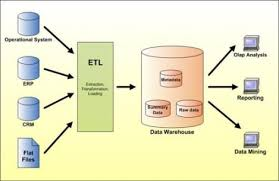 Operational System
ERP
CRM
Flat
Files
ETL
Extraction,
Transformation,
Loading
Metadata
Summary
Data
Raw data
Data Warehouse
Olap Analysis
Reporting
Data Mining